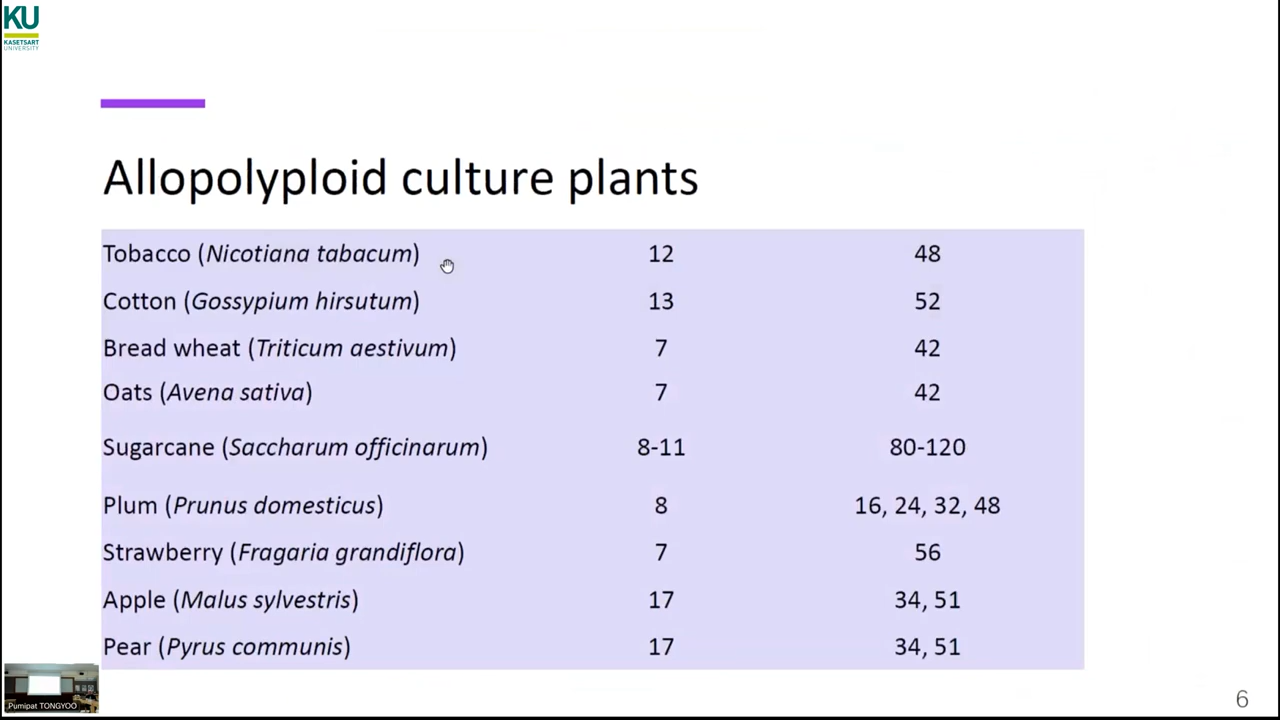 KU
KASETSART
UNIVERSITY
Allopolyploid culture plants
Tobacco (Nicotiana tabacum) 12 48
Cotton (Gossypium hirsutum) 13 52
Bread wheat (Triticum aestivum) 7 42
Oats (Avena sativa) 7 42
Sugarcane (Saccharum officinarum) 8-11 80-120
Plum (Prunus domesticus) 8 16, 24, 32, 48
Strawberry (Fragaria grandiflora) 7 56
Apple (Malus sylvestris) 17 34, 51
Pear (Pyrus communis) 17 34, 51
Pumipat TONGYOO
6